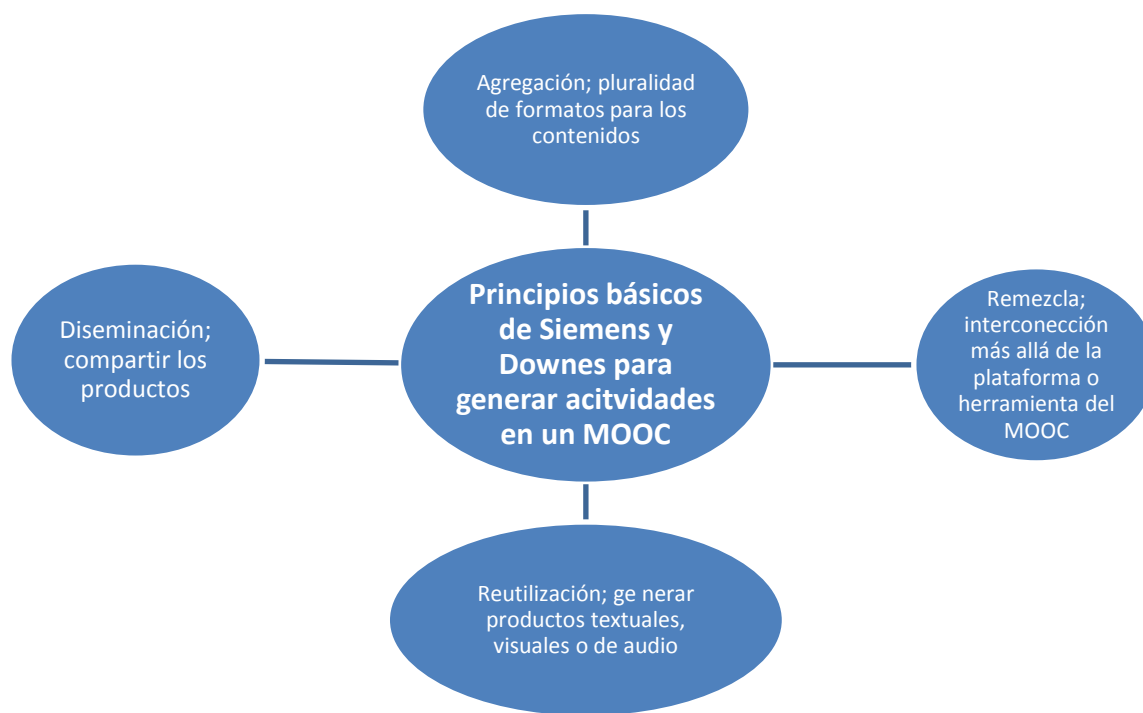 Agregación; pluralidad
de formatos para los
contenidos
Diseminación;
compartir los
productos
Principios básicos
de Siemens y
Downes para
generar acitvidades
en un MOOC
Remezcla;
interconección
más allá de la
plataforma o
herramienta del
MOOC
Reutilización; ge nerar
productos textuales,
visuales o de audio